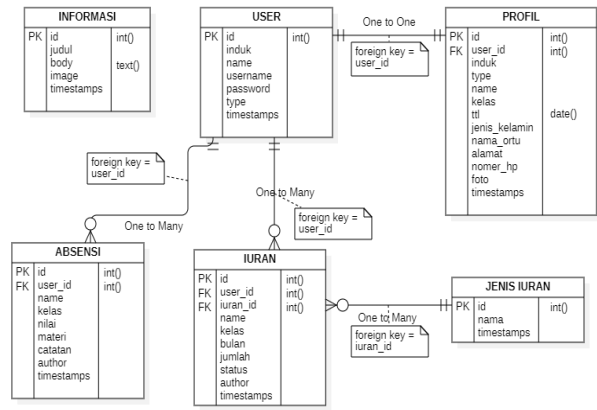 INFORMASI
PK id int()
judul
body text()
image
timestamps
USER
PK id int()
induk
name
username
password
type
timestamps
One to One
foreign key =
user_id
PROFIL
PK id int()
FK user_id int()
induk
type
name
kelas
ttl date()
jenis_kelamin
nama_ortu
alamat
nomer_hp
foto
timestamps
foreign key =
user_id
One to Many
One to Many
foreign key =
user_id
ABSENSI
PK id int()
FK user_id int()
name
kelas
nilai
materi
catatan
author
timestamps
IURAN
PK id int()
FK user_id int()
FK iuran_id int()
name
kelas
bulan
jumlah
status
author
timestamps
One to Many
foreign key =
iuran_id
JENIS IURAN
PK id int()
nama
timestamps